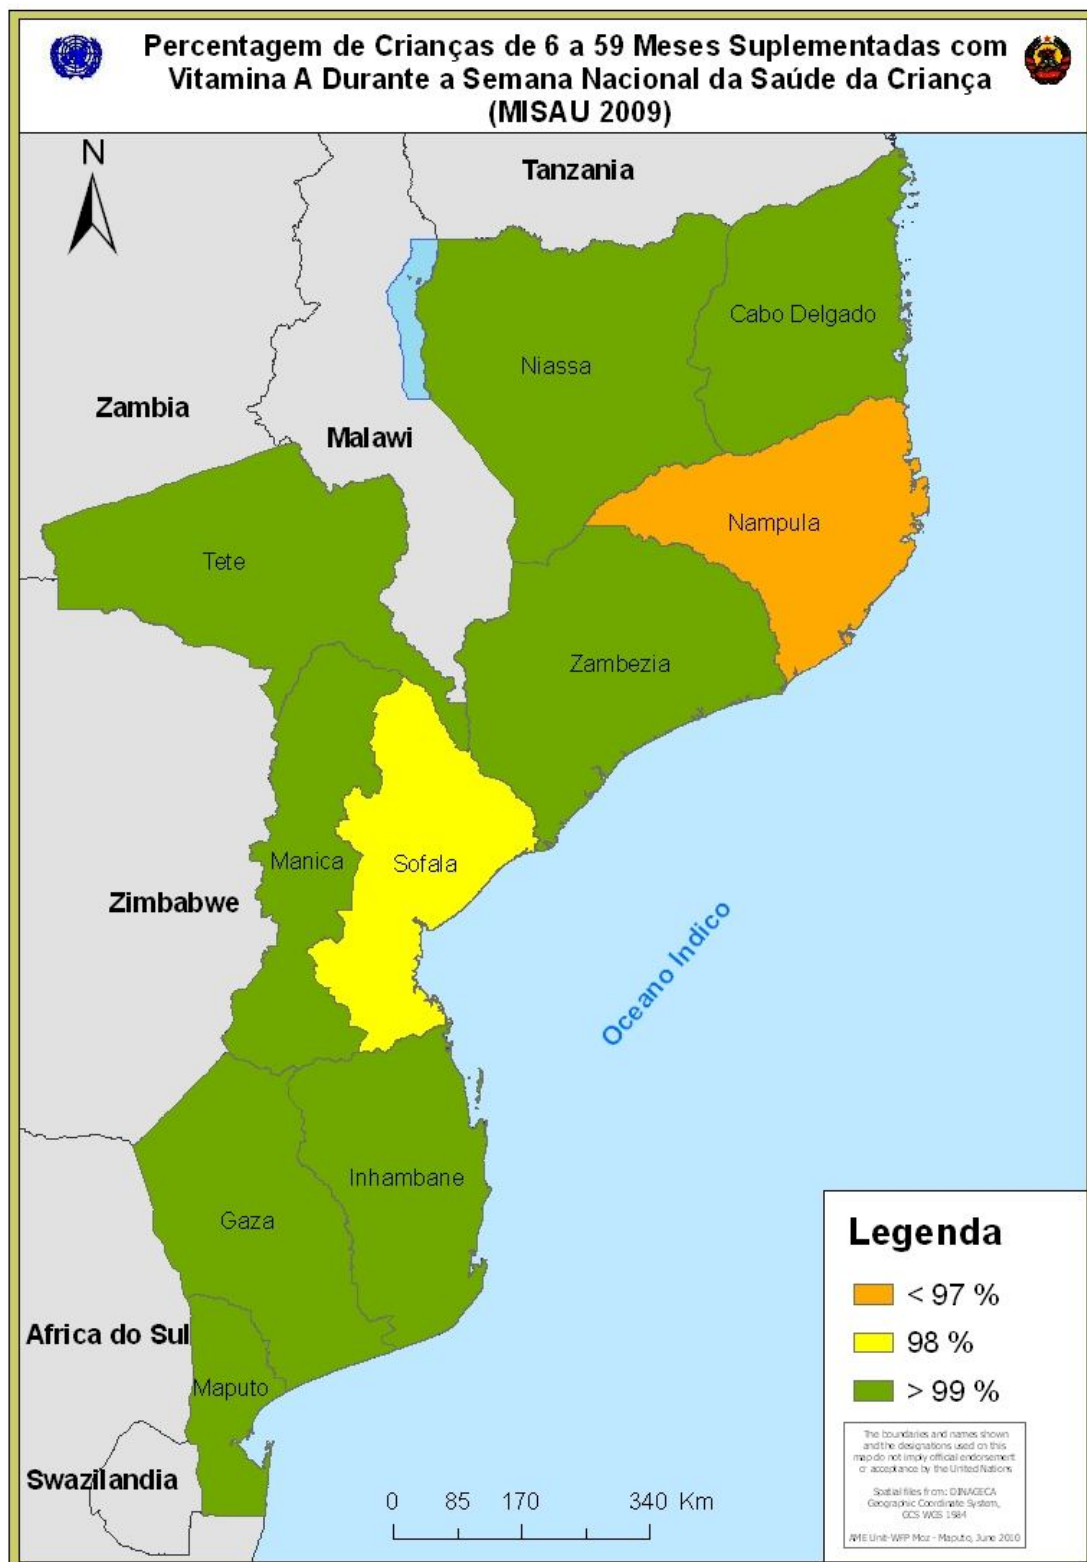 Percentagem de Crianças de 6 a 59 Meses Suplementadas com
Vitamina A Durante a Semana Nacional da Saúde da Criança
(MISAU 2009)
N
Tanzania
Cabo Delgado
Niassa
Zambia
Malawi
Nampula
Tete
Zambezia
Manica
Sofala
Zimbabwe
Oceano Indico
Inhambane
Gaza
Africa do Sul
Maputo
Swazilandia
0 85 170 340 Km
Legenda
< 97 %
98 %
> 99 %
The boundaries and names shown
and the designations used on this
map do not imply official endorsement
or acceptance by the United Nations
Spatial files from: DINAGECA
Geographic Coordinate System,
GCS WGS 1984
AME Unit-WFP Moz - Maputo, June 2010